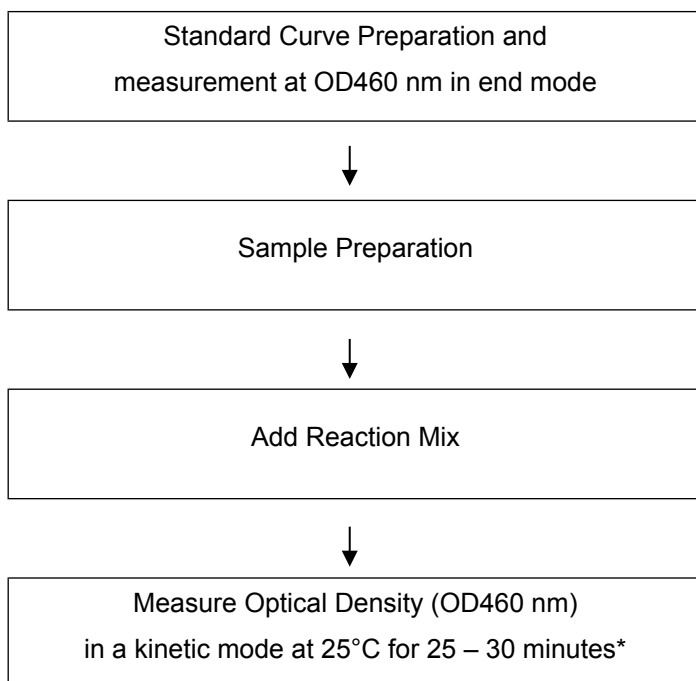 Standard Curve Preparation and
measurement at OD460 nm in end mode
Sample Preparation
Add Reaction Mix
Measure Optical Density (OD460 nm)
in a kinetic mode at 25°C for 25 – 30 minutes*